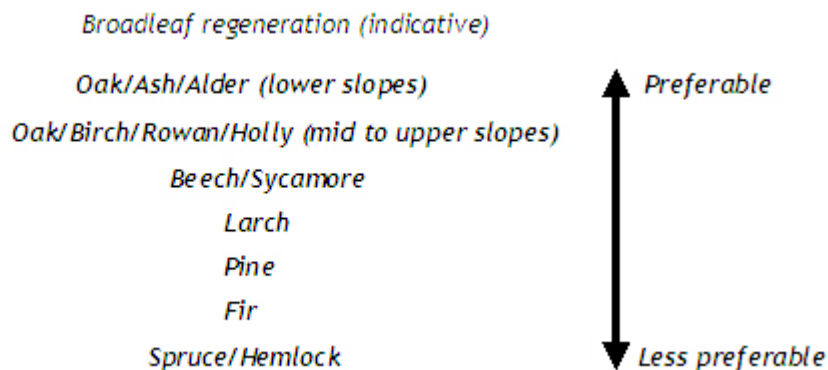 Broadleaf regeneration (indicative)
Oak/Ash/Alder (lower slopes)
Preferable
Oak/Birch/Rowan/Holly (mid to upper slopes)
Beech/Sycamore
Larch
Pine
Fir
Spruce/Hemlock
Less preferable